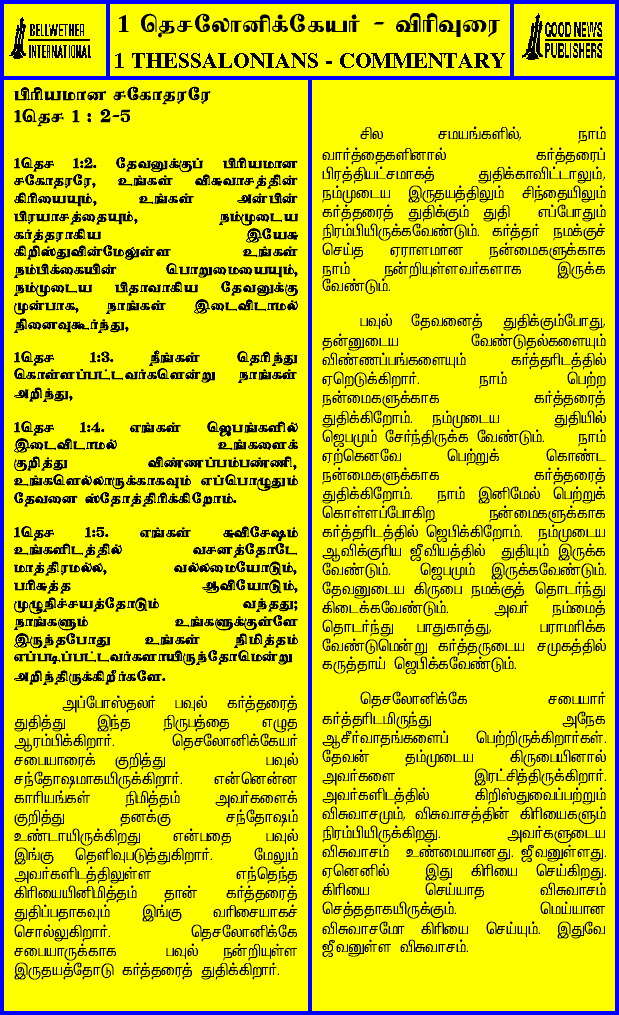 BELLWETHER
INTERNATIONAL
1 தெசலோனிக்கேயர் - விரிவுரை
1 THESSALONIANS - COMMENTARY
GOOD NEWS
PUBLISHERS
பிரியமான சகோதரரே
1தெச 1 : 2-5
1தெச 1:2. தேவனுக்குப் பிரியமான
சகோதரரே, உங்கள் விசுவாசத்தின்
கிரியையும், உங்கள் அன்பின்
பிரயாசத்தையும், நம்முடைய
கர்த்தராகிய இயேசு
கிறிஸ்துவின்மேலுள்ள உங்கள்
நம்பிக்கையின் பொறுமையையும்,
நம்முடைய பிதாவாகிய தேவனுக்கு
முன்பாக, நாங்கள் இடைவிடாமல்
நினைவுகூர்ந்து,
1தெச 1:3. நீங்கள் தெரிந்து
கொள்ளப்பட்டவர்களென்று நாங்கள்
அறிந்து,
1தெச 1:4. எங்கள் ஜெபங்களில்
இடைவிடாமல் உங்களைக்
குறித்து விண்ணப்பம்பண்ணி,
உங்களெல்லாருக்காகவும் எப்பொழுதும்
தேவனை ஸ்தோத்திரிக்கிறோம்.
1தெச 1:5. எங்கள் சுவிசேஷம்
உங்களிடத்தில் வசனத்தோடே
மாத்திரமல்ல, வல்லமையோடும்,
பரிசுத்த ஆவியோடும்,
முழுநிச்சயத்தோடும் வந்தது;
நாங்களும் உங்களுக்குள்ளே
இருந்தபோது உங்கள் நிமித்தம்
எப்படிப்பட்டவர்களாயிருந்தோமென்று
அறிந்திருக்கிறீர்களே.
அப்போஸ்தலர் பவுல் கர்த்தரைத்
துதித்து இந்த நிருபத்தை எழுத
ஆரம்பிக்கிறார். தெசலோனிக்கேயர்
சபையாரைக் குறித்து பவுல்
சந்தோஷமாகயிருக்கிறார். என்னென்ன
காரியங்கள் நிமித்தம் அவர்களைக்
குறித்து தனக்கு சந்தோஷம்
உண்டாயிருக்கிறது என்பதை பவுல்
இங்கு தெளிவுபடுத்துகிறார். மேலும்
அவர்களிடத்திலுள்ள எந்தெந்த
கிரியையினிமித்தம் தான் கர்த்தரைத்
துதிப்பதாகவும் இங்கு வரிசையாகச்
சொல்லுகிறார். தெசலோனிக்கே
சபையாருக்காக பவுல் நன்றியுள்ள
இருதயத்தோடு கர்த்தரைத் துதிக்கிறார்.
சில சமயங்களில், நாம்
வார்த்தைகளினால் கர்த்தரைப்
பிரத்தியட்சமாகத் துதிக்காவிட்டாலும்,
நம்முடைய இருதயத்திலும் சிந்தையிலும்
கர்த்தரைத் துதிக்கும் துதி எப்போதும்
நிரம்பியிருக்கவேண்டும். கர்த்தர் நமக்குச்
செய்த ஏராளமான நன்மைகளுக்காக
நாம் நன்றியுள்ளவர்களாக இருக்க
வேண்டும்.
பவுல் தேவனைத் துதிக்கும்போது,
தன்னுடைய வேண்டுதல்களையும்
விண்ணப்பங்களையும் கர்த்தரிடத்தில்
ஏறெடுக்கிறார். நாம் பெற்ற
நன்மைகளுக்காக கர்த்தரைத்
துதிக்கிறோம். நம்முடைய துதியில்
ஜெபமும் சேர்ந்திருக்க வேண்டும். நாம்
ஏற்கெனவே பெற்றுக் கொண்ட
நன்மைகளுக்காக கர்த்தரைத்
துதிக்கிறோம். நாம் இனிமேல் பெற்றுக்
கொள்ளப்போகிற நன்மைகளுக்காக
கர்த்தரிடத்தில் ஜெபிக்கிறோம். நம்முடைய
ஆவிக்குரிய ஜீவியத்தில் துதியும் இருக்க
வேண்டும். ஜெபமும் இருக்கவேண்டும்.
தேவனுடைய கிருபை நமக்குத் தொடர்ந்து
கிடைக்கவேண்டும். அவர் நம்மைத்
தொடர்ந்து பாதுகாத்து, பராமரிக்க
வேண்டுமென்று கர்த்தருடைய சமுகத்தில்
கருத்தாய் ஜெபிக்கவேண்டும்.
தெசலோனிக்கே சபையார்
கர்த்தரிடமிருந்து அநேக
ஆசீர்வாதங்களைப் பெற்றிருக்கிறார்கள்.
தேவன் தம்முடைய கிருபையினால்
அவர்களை இரட்சித்திருக்கிறார்.
அவர்களிடத்தில் கிறிஸ்துவைப்பற்றும்
விசுவாசமும், விசுவாசத்தின் கிரியைகளும்
நிரம்பியிருக்கிறது. அவர்களுடைய
விசுவாசம் உண்மையானது. ஜீவனுள்ளது.
ஏனெனில் இது கிரியை செய்கிறது.
கிரியை செய்யாத விசுவாசம்
செத்ததாகயிருக்கும். மெய்யான
விசுவாசமோ கிரியை செய்யும். இதுவே
ஜீவனுள்ள விசுவாசம்.